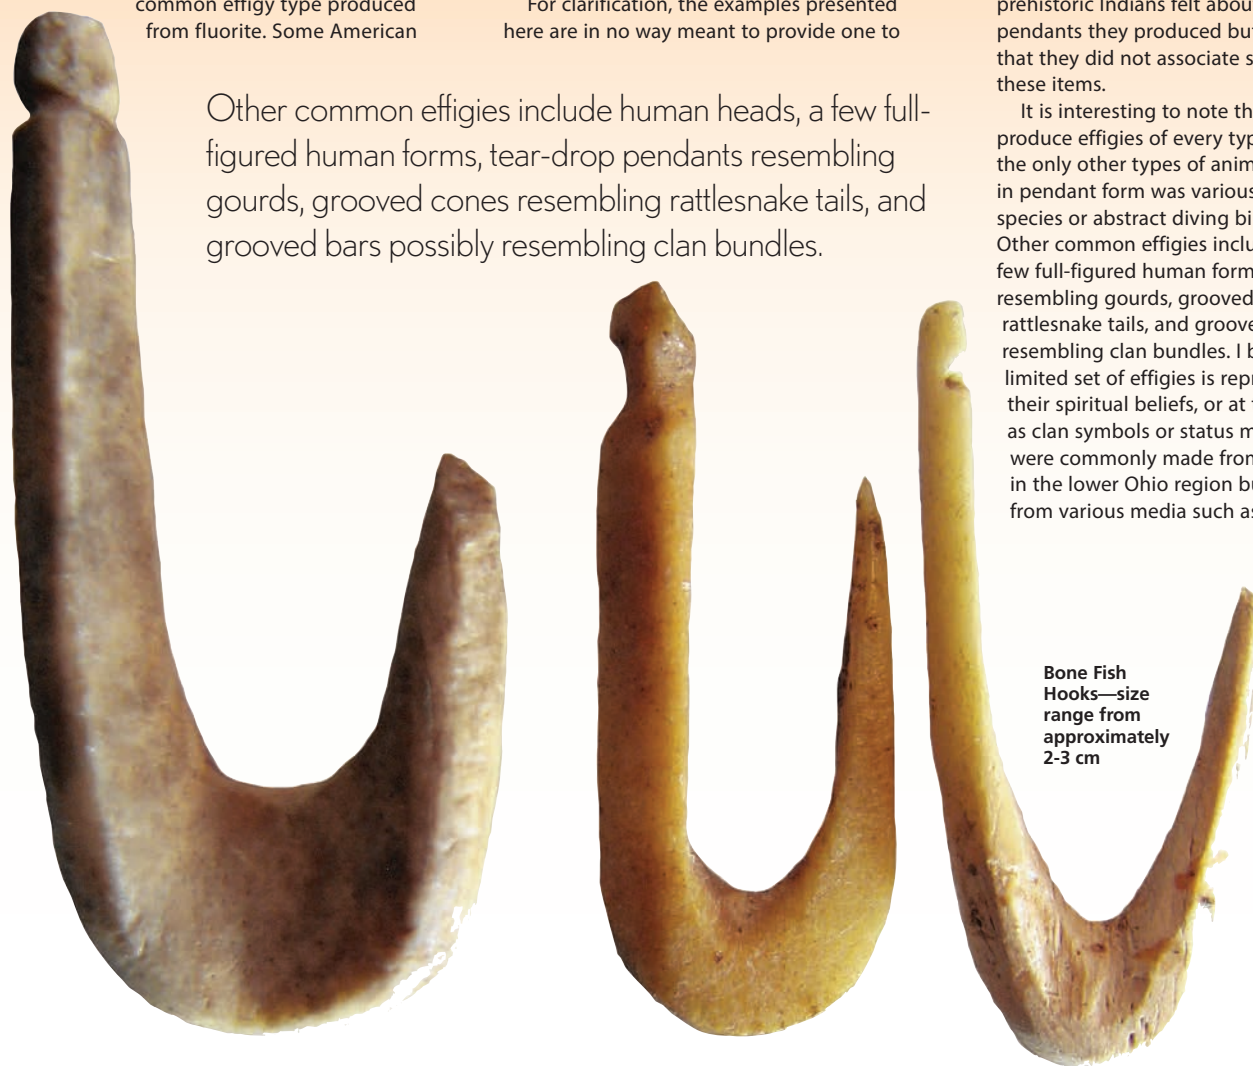 common effigy type produced
from fluorite. Some American
For clarification, the examples presented
here are in no way meant to provide one to
Other common effigies include human heads, a few full-
figured human forms, tear-drop pendants resembling
gourds, grooved cones resembling rattlesnake tails, and
grooved bars possibly resembling clan bundles.
prehistoric Indians felt abou
pendants they produced but
that they did not associate s
these items.
It is interesting to note th
produce effigies of every typ
the only other types of anim
in pendant form was various
species or abstract diving bi
Other common effigies inclu
few full-figured human form
resembling gourds, grooved
rattlesnake tails, and groove
resembling clan bundles. I b
limited set of effigies is repr
their spiritual beliefs, or at
as clan symbols or status m
were commonly made from
in the lower Ohio region bu
from various media such as
Bone Fish
Hooks—size
range from
approximately
2-3 cm